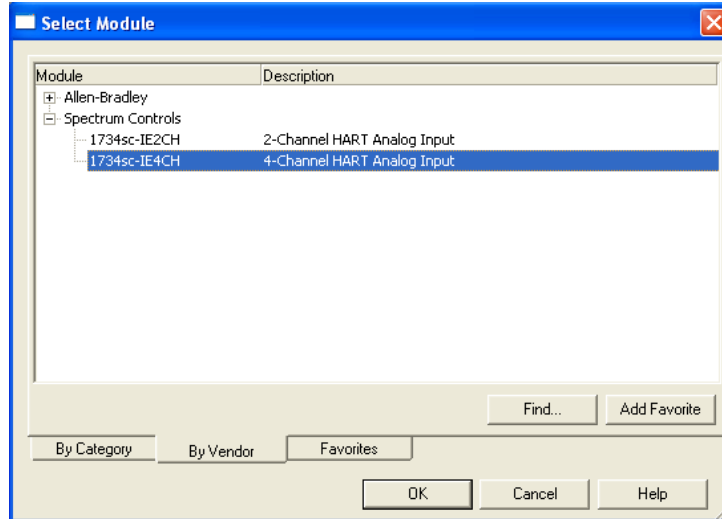 Select Module
Module Description
Allen-Bradley
Spectrum Controls
1734sc-IE2CH 2-Channel HART Analog Input
1734sc-IE4CH 4-Channel HART Analog Input
Find... Add Favorite
By Category By Vendor Favorites
OK Cancel Help